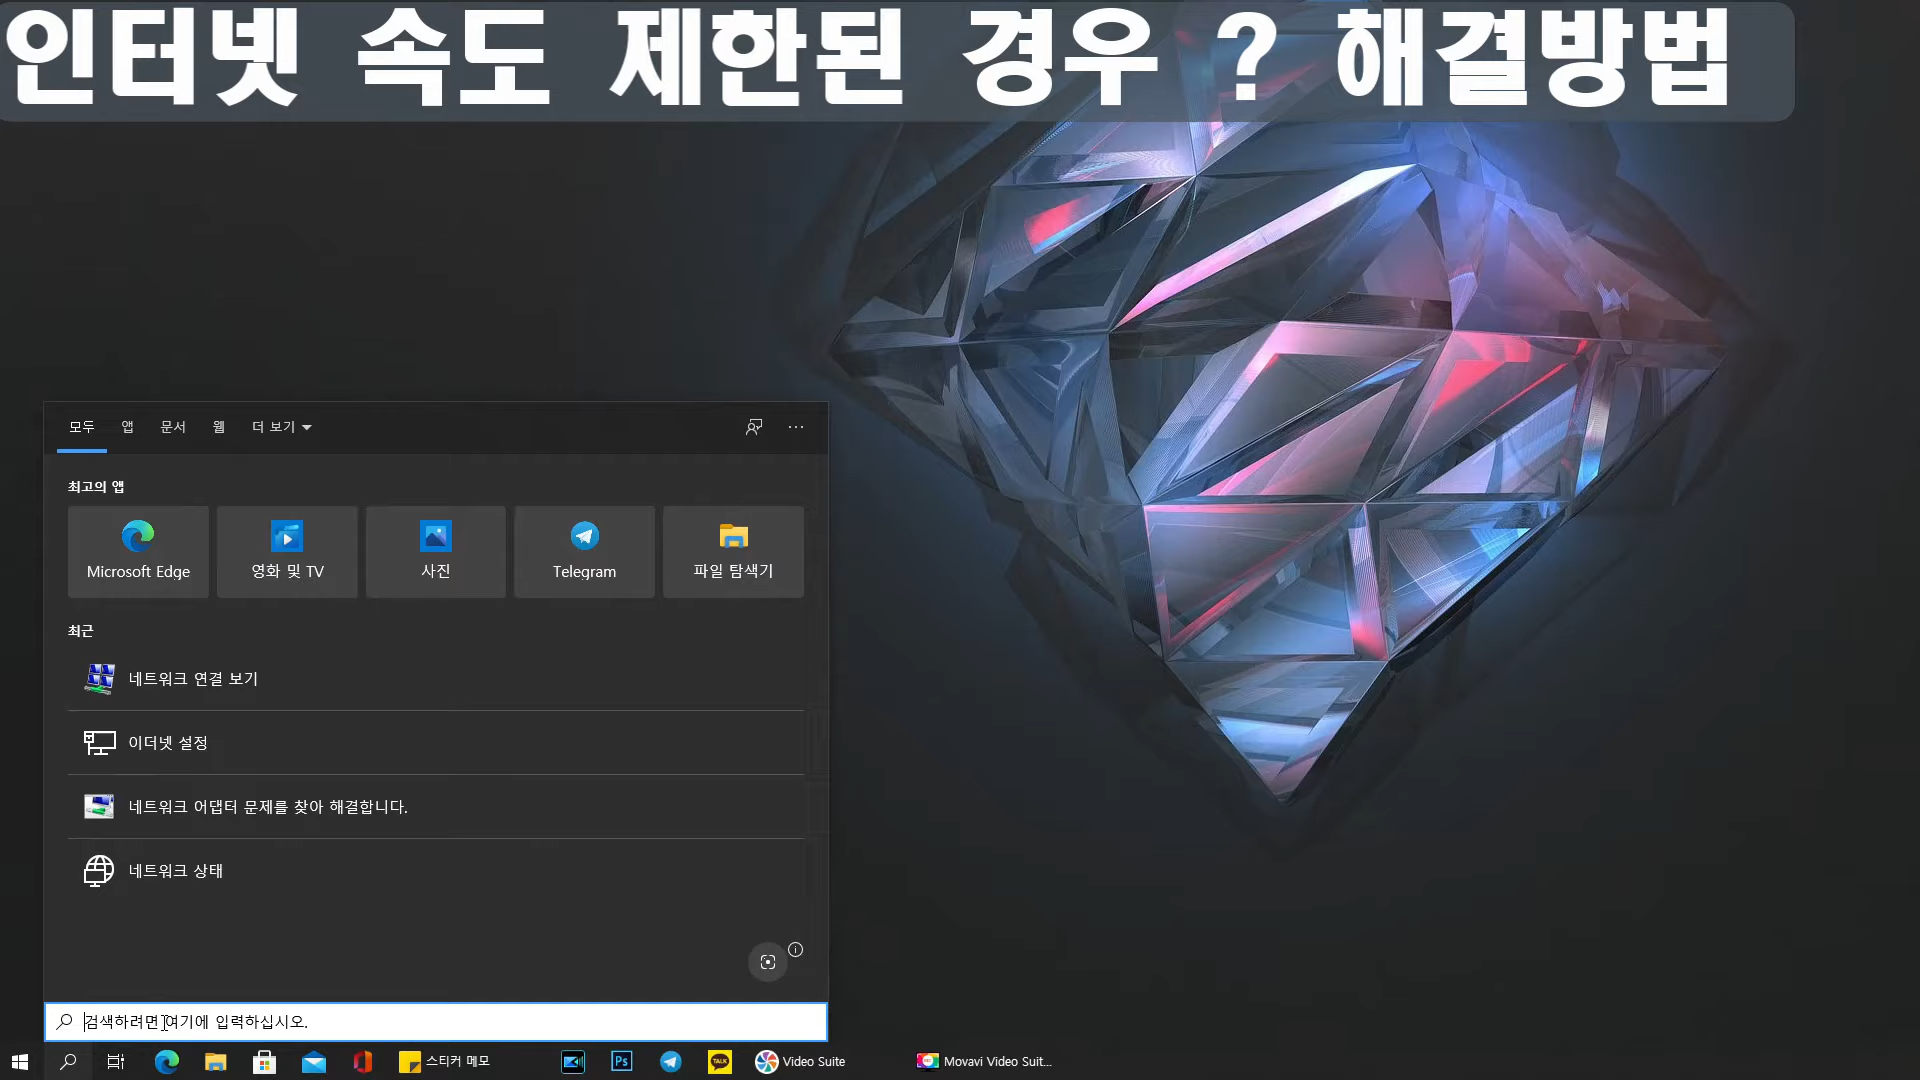 인터넷 속도 제한된 경우 ? 해결방법
모두 앱 문서 웹 더 보기
최고의 앱
Microsoft Edge 영화 및 TV 사진 Telegram 파일 탐색기
최근
네트워크 연결 보기
이더넷 설정
네트워크 어댑터 문제를 찾아 해결합니다.
네트워크 상태
검색하려면 여기에 입력하십시오.
스티커 메모 Ps TALK Video Suite Movavi Video Suit...